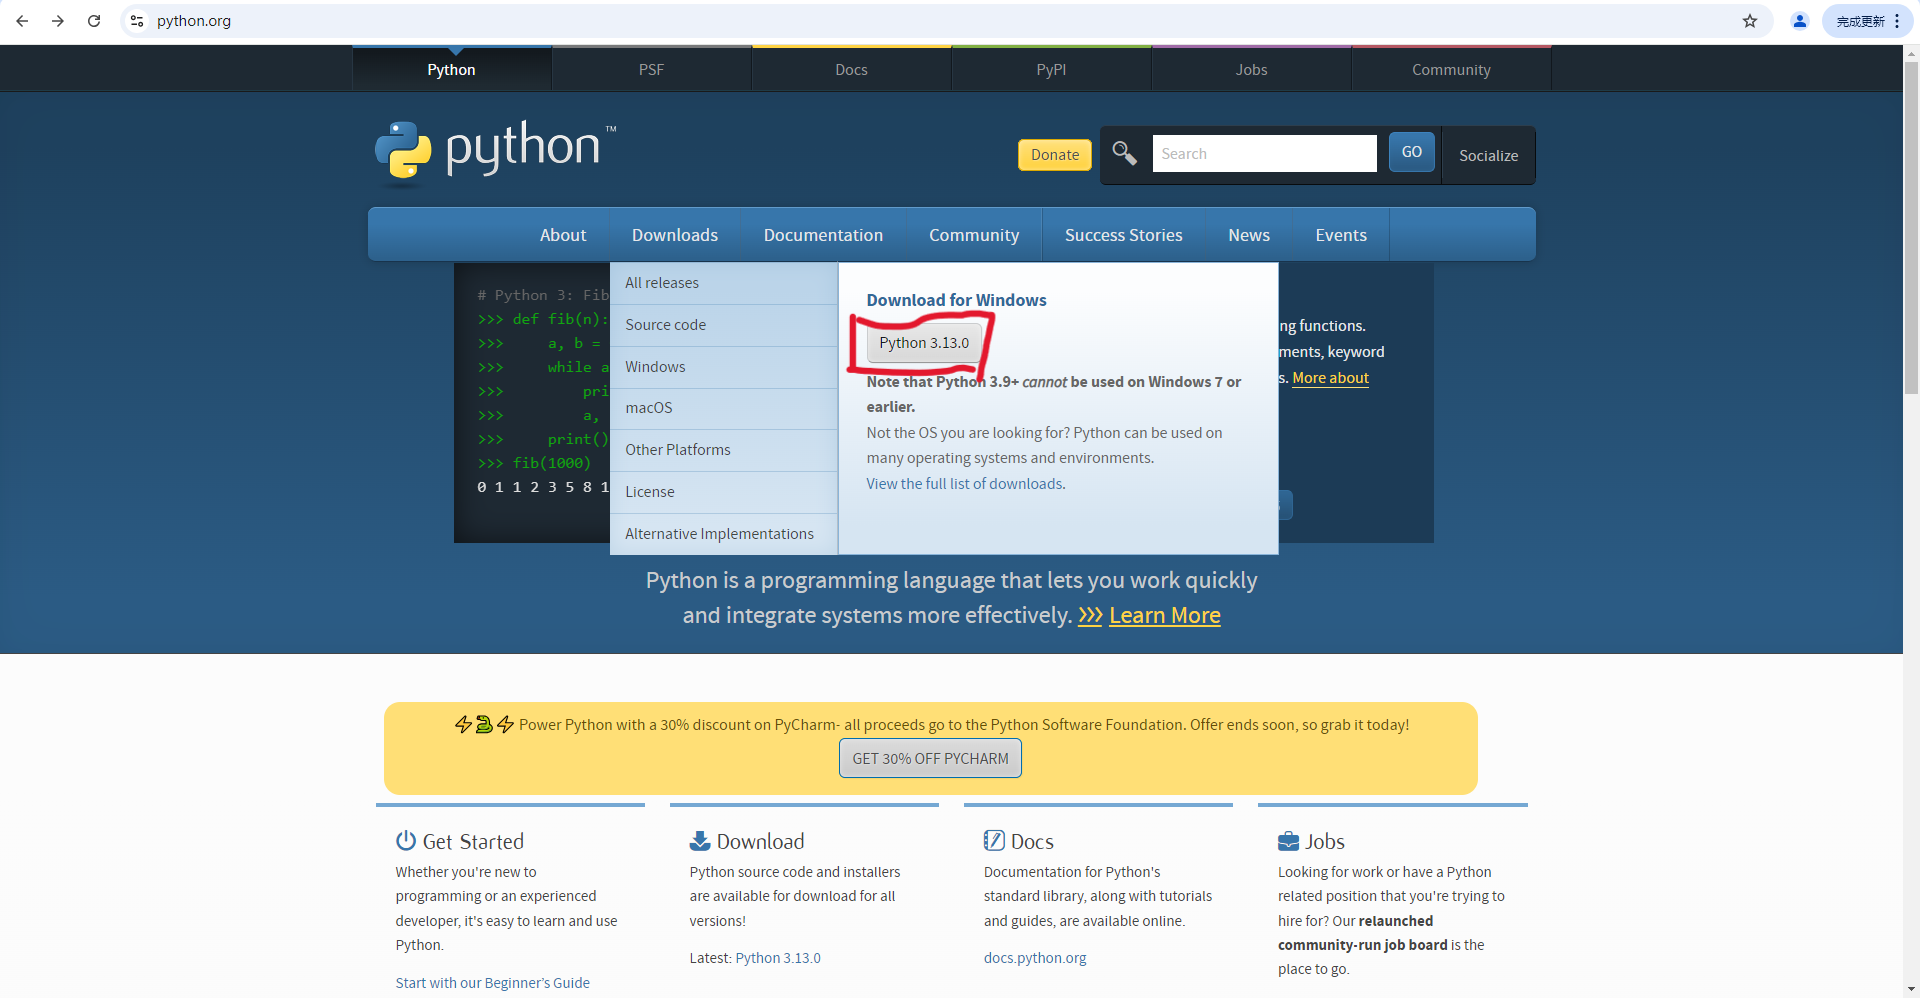 python.org
完成更新
Python
PSF
Docs
PyPI
Jobs
Community
python™
Donate
Search
GO
Socialize
About
Downloads
Documentation
Community
Success Stories
News
Events
# Python 3: Fib
>>> def fib(n):
>>>     a, b =
>>>     while a
>>>         pri
>>>         a,
>>>     print()
>>> fib(1000)
0 1 1 2 3 5 8 1
All releases
Source code
Windows
macOS
Other Platforms
License
Alternative Implementations
Download for Windows
Python 3.13.0
Note that Python 3.9+ cannot be used on Windows 7 or
earlier.
Not the OS you are looking for? Python can be used on
many operating systems and environments.
View the full list of downloads.
ng functions.
ments, keyword
s. More about
Python is a programming language that lets you work quickly
and integrate systems more effectively. >>> Learn More
Power Python with a 30% discount on PyCharm- all proceeds go to the Python Software Foundation. Offer ends soon, so grab it today!
GET 30% OFF PYCHARM
Get Started
Whether you're new to
programming or an experienced
developer, it's easy to learn and use
Python.
Start with our Beginner’s Guide
Download
Python source code and installers
are available for download for all
versions!
Latest: Python 3.13.0
Docs
Documentation for Python's
standard library, along with tutorials
and guides, are available online.
docs.python.org
Jobs
Looking for work or have a Python
related position that you're trying to
hire for? Our relaunched
community-run job board is the
place to go.